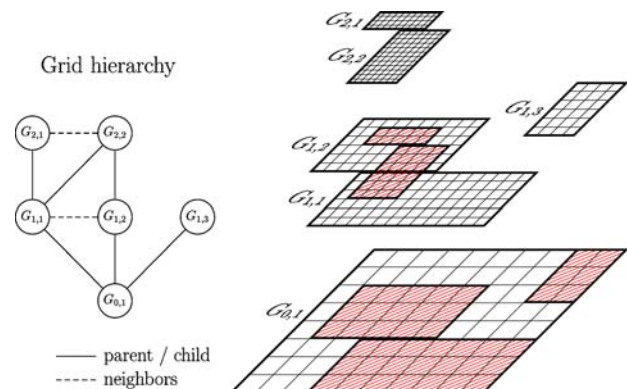 Grid hierarchy
G2,1
G2,2
G1,1
G1,2
G1,3
G0,1
parent / child
neighbors
G2,1
G2,2
G1,3
G1,2
G1,1
G0,1